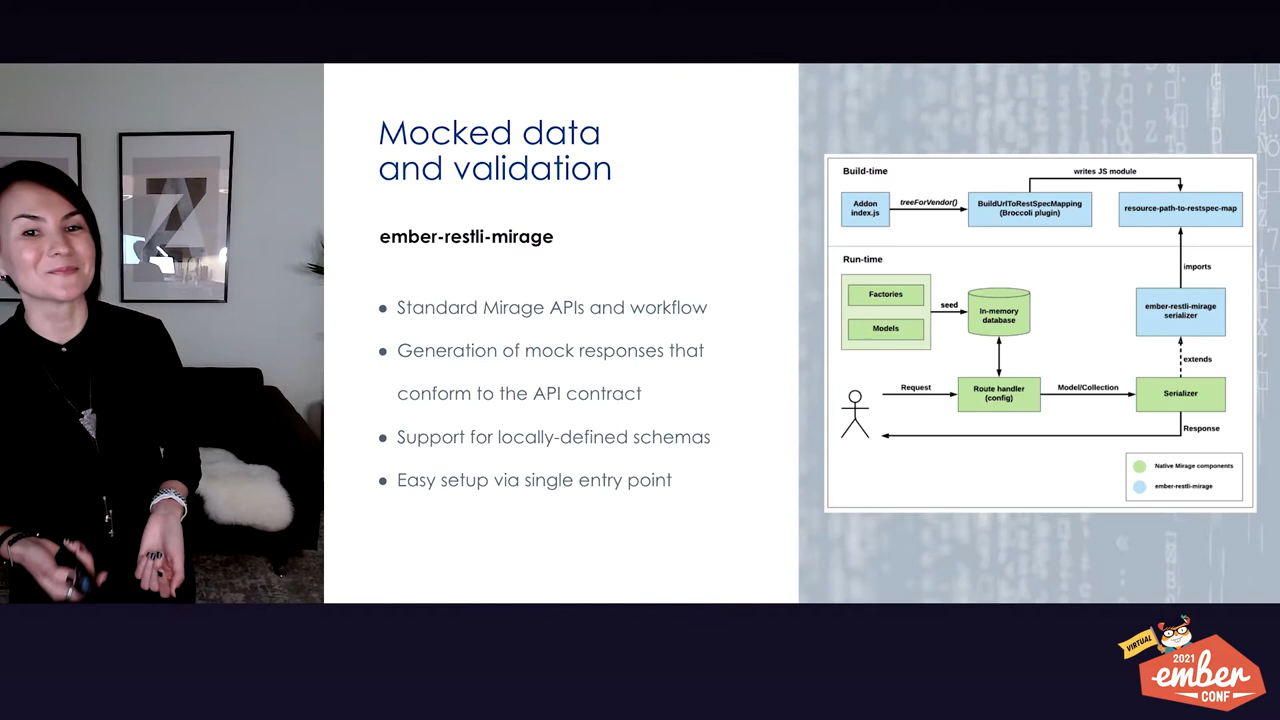 Mocked data
and validation
ember-restli-mirage
Standard Mirage APIs and workflow
Generation of mock responses that
conform to the API contract
Support for locally-defined schemas
Easy setup via single entry point
Build-time
writes JS module
Addon
index.js
treeForVendor()
BuildUrlToRestSpecMapping
(Broccoli plugin)
resource-path-to-restspec-map
imports
Run-time
Factories
Models
seed
In-memory
database
ember-restli-mirage
serializer
extends
Request
Route handler
(config)
Model/Collection
Serializer
Response
Native Mirage components
ember-restli-mirage
VIRTUAL
2021
ember
CONF